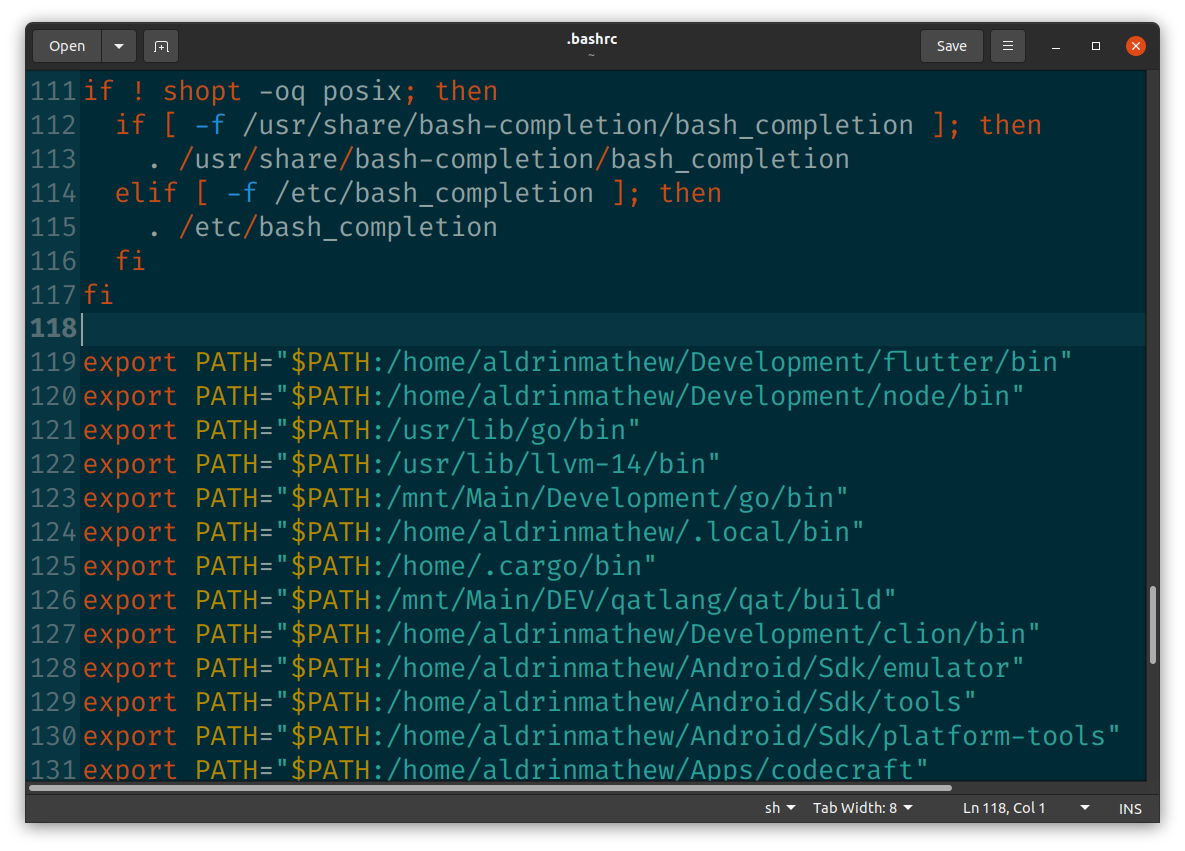 Open
.bashrc
~
Save
111 if ! shopt -oq posix; then
112   if [ -f /usr/share/bash-completion/bash_completion ]; then
113     . /usr/share/bash-completion/bash_completion
114   elif [ -f /etc/bash_completion ]; then
115     . /etc/bash_completion
116   fi
117 fi
118
119 export PATH="$PATH:/home/aldrinmathew/Development/flutter/bin"
120 export PATH="$PATH:/home/aldrinmathew/Development/node/bin"
121 export PATH="$PATH:/usr/lib/go/bin"
122 export PATH="$PATH:/usr/lib/llvm-14/bin"
123 export PATH="$PATH:/mnt/Main/Development/go/bin"
124 export PATH="$PATH:/home/aldrinmathew/.local/bin"
125 export PATH="$PATH:/home/.cargo/bin"
126 export PATH="$PATH:/mnt/Main/DEV/qatlang/qat/build"
127 export PATH="$PATH:/home/aldrinmathew/Development/clion/bin"
128 export PATH="$PATH:/home/aldrinmathew/Android/Sdk/emulator"
129 export PATH="$PATH:/home/aldrinmathew/Android/Sdk/tools"
130 export PATH="$PATH:/home/aldrinmathew/Android/Sdk/platform-tools"
131 export PATH="$PATH:/home/aldrinmathew/Apps/codecraft"
sh Tab Width: 8 Ln 118, Col 1 INS